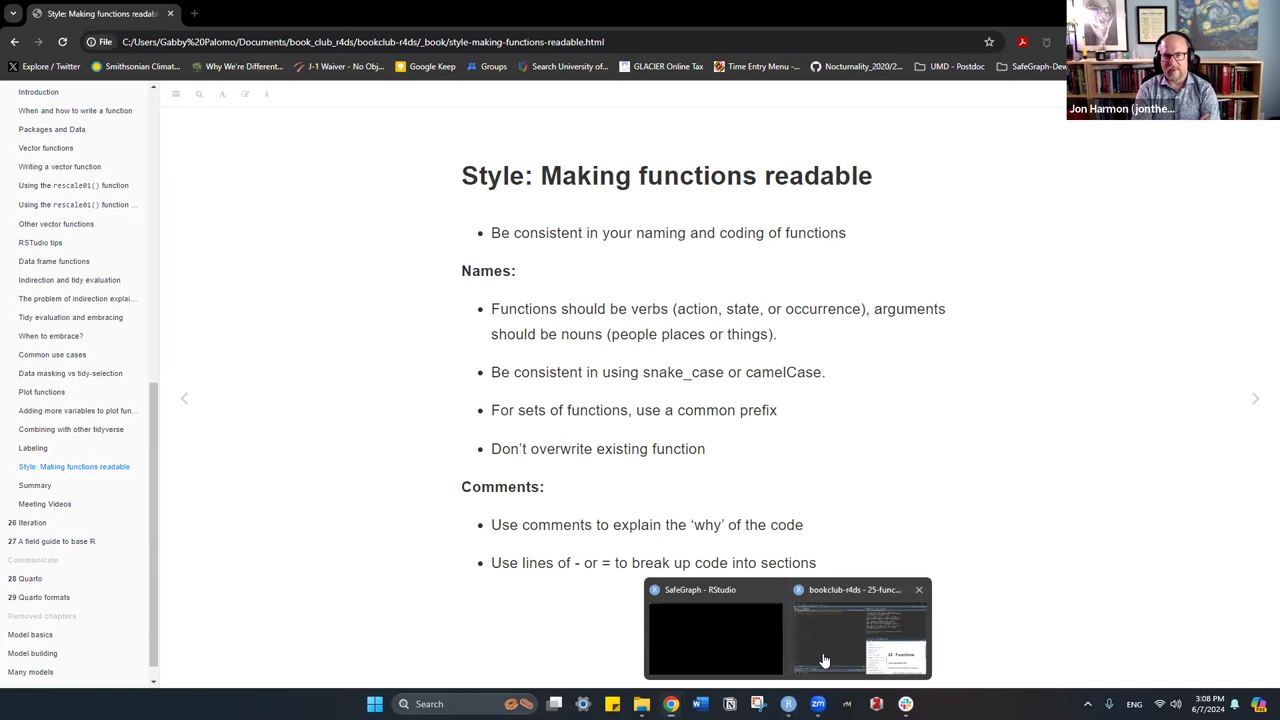 Style: Making functions readabl
File C:/Users/Gabby%20Palomo/Documents/book_club_r4ds/bookclub-r4ds/_book/style-making-functions-readable.html
Explore / Twitter
Smithsonian Climat...
Why We're Different...
J-1 Waiver - No Obj...
Search | University of...
GLACIER OFFICIAL...
Data Entry Menu -...
Nocturnality_2020/2...
UMD - Postdoc
SafeGraph-Dew
Jon Harmon (jonthe...
Introduction
When and how to write a function
Packages and Data
Vector functions
Writing a vector function
Using the rescale01() function
Using the rescale01() function ...
Other vector functions
RSTudio tips
Data frame functions
Indirection and tidy evaluation
The problem of indirection explai...
Tidy evaluation and embracing
When to embrace?
Common use cases
Data masking vs tidy-selection
Plot functions
Adding more variables to plot fun...
Combining with other tidyverse
Labeling
Style: Making functions readable
Summary
Meeting Videos
26 Iteration
27 A field guide to base R
Communicate
28 Quarto
29 Quarto formats
Removed chapters
Model basics
Model building
Many models
Style: Making functions readable
• Be consistent in your naming and coding of functions
Names:
• Functions should be verbs (action, state, or occurrence), arguments
should be nouns (people places or things).
• Be consistent in using snake_case or camelCase.
• For sets of functions, use a common prefix
• Don't overwrite existing function
Comments:
• Use comments to explain the ‘why’ of the code
• Use lines of - or = to break up code into sections
SafeGraph - RStudio
bookclub-r4ds - 25-func...
25 Functions
Search
ENG
3:08 PM
6/7/2024